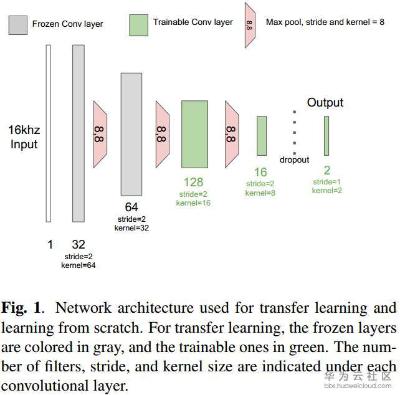 Frozen Conv layer
Trainable Conv layer
8,8
Max pool, stride and kernel = 8
16khz
Input
8,8
8,8
8,8
Output
dropout
1
32
stride=2
kernel=64
64
stride=2
kernel=32
128
stride=2
kernel=16
16
stride=2
kernel=8
2
stride=1
kernel=2
Fig. 1. Network architecture used for transfer learning and
learning from scratch. For transfer learning, the frozen layers
are colored in gray, and the trainable ones in green. The num-
ber of filters, stride, and kernel size are indicated under each
convolutional layer.
华为云社区
bbs.huaweicloud.com